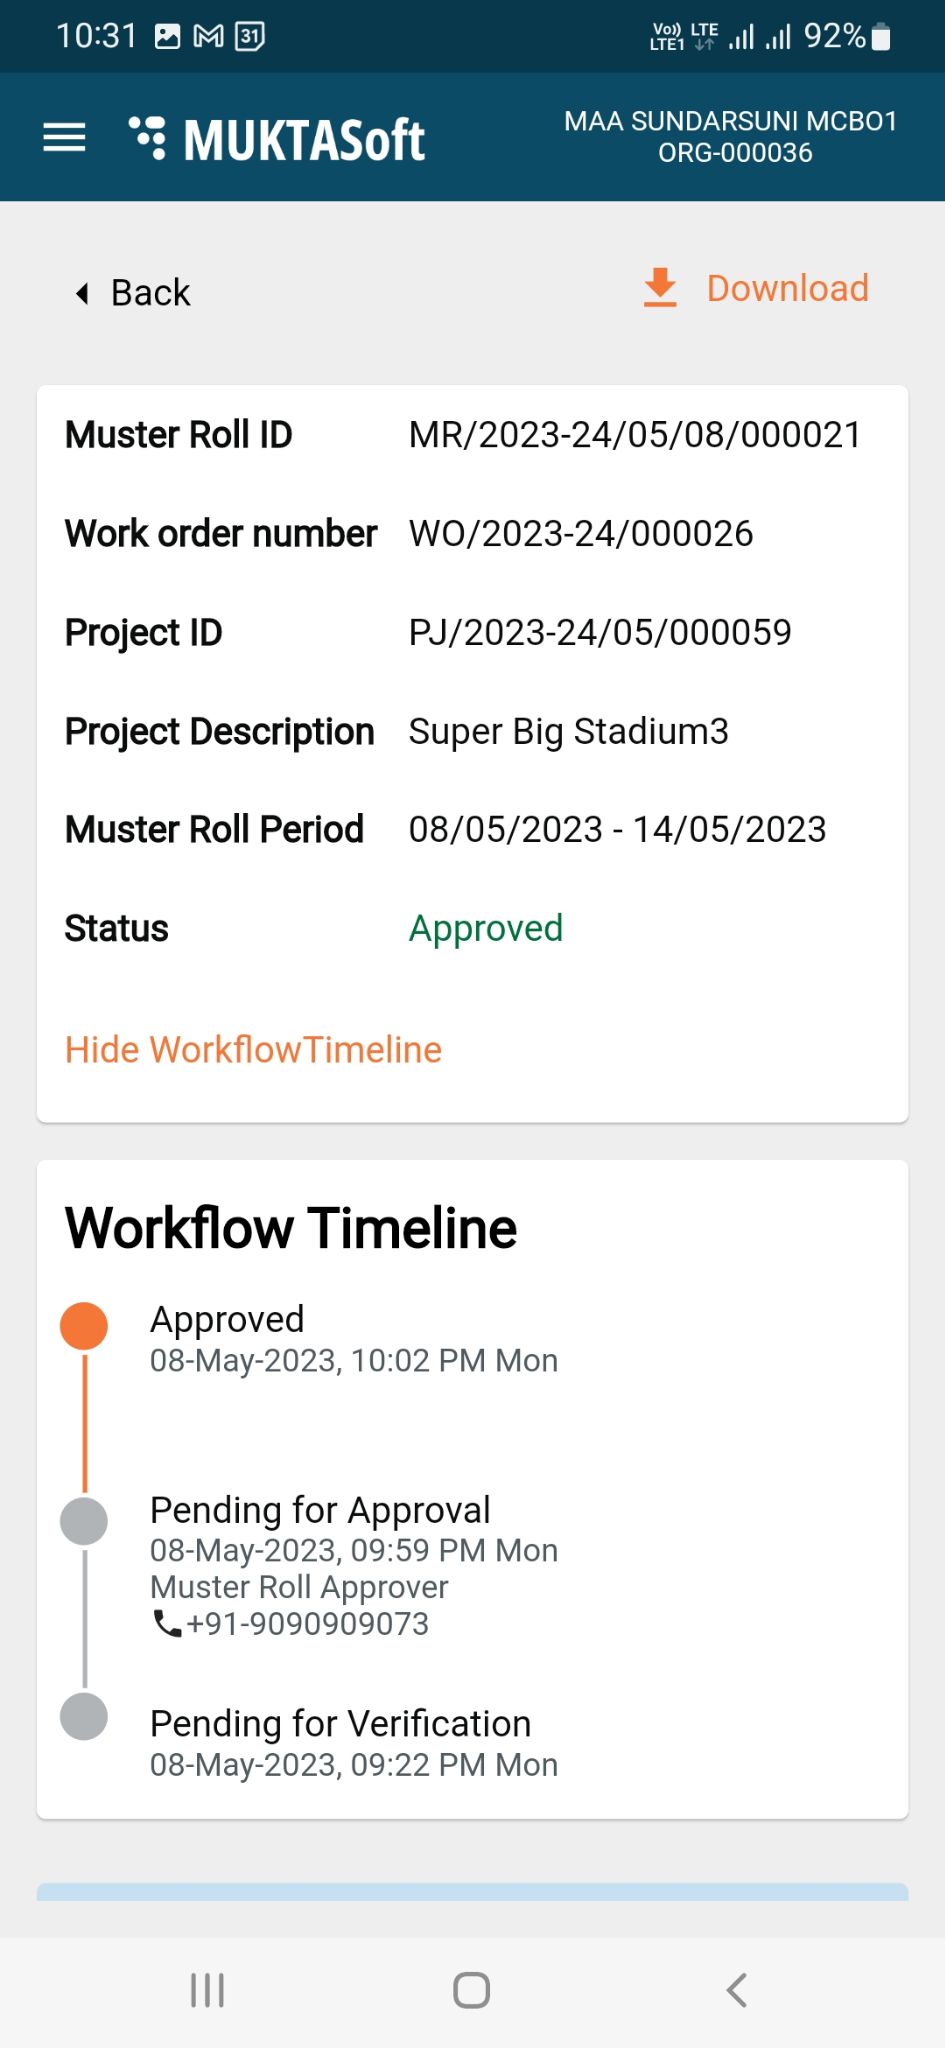 10:31 31 Vo)) LTE1 LTE 92%
MUKTASoft
MAA SUNDARSUNI MCBO1
ORG-000036
Back
Download
Muster Roll ID MR/2023-24/05/08/000021
Work order number WO/2023-24/000026
Project ID PJ/2023-24/05/000059
Project Description Super Big Stadium3
Muster Roll Period 08/05/2023 - 14/05/2023
Status Approved
Hide WorkflowTimeline
Workflow Timeline
Approved
08-May-2023, 10:02 PM Mon
Pending for Approval
08-May-2023, 09:59 PM Mon
Muster Roll Approver
+91-9090909073
Pending for Verification
08-May-2023, 09:22 PM Mon